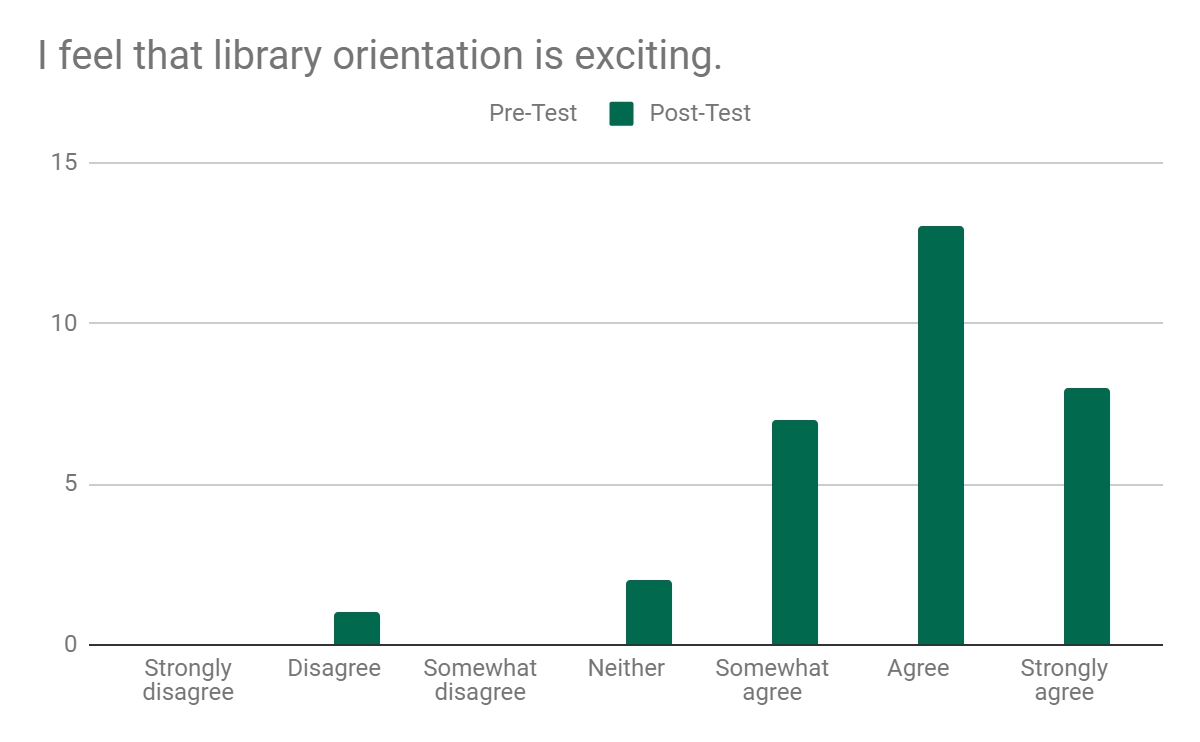 I feel that library orientation is exciting.
Pre-Test Post-Test
15
10
5
0
Strongly disagree
Disagree
Somewhat disagree
Neither
Somewhat agree
Agree
Strongly agree